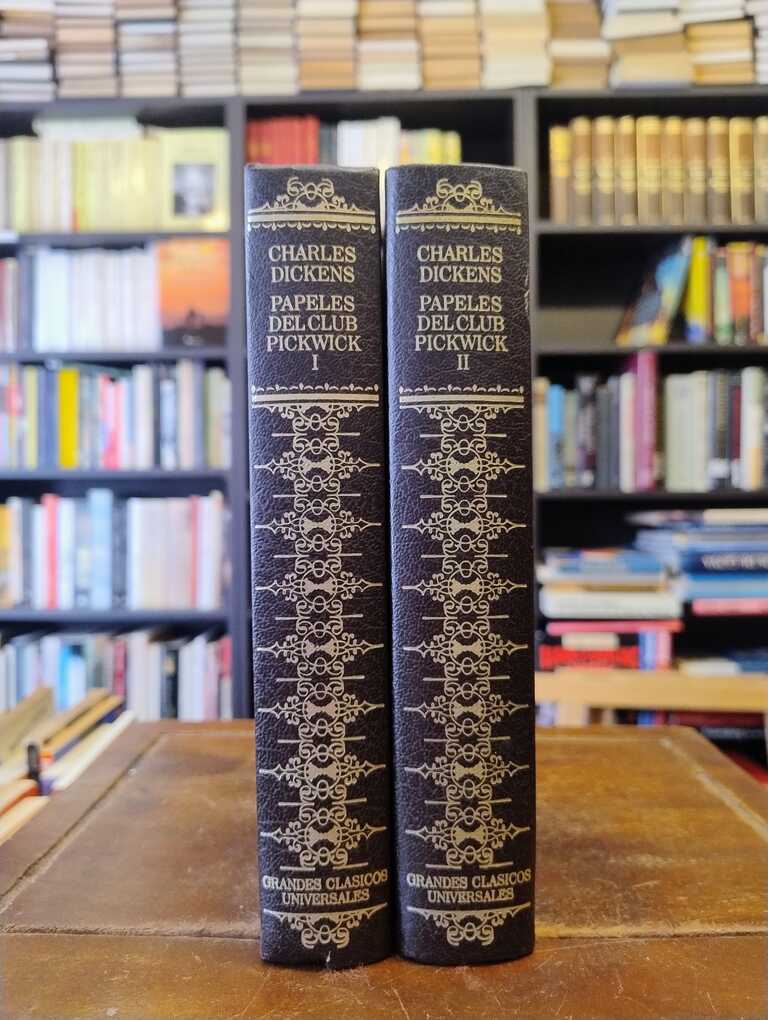 CHARLES
DICKENS
PAPELES
DEL CLUB
PICKWICK
I
GRANDES CLASICOS
UNIVERSALES
CHARLES
DICKENS
PAPELES
DEL CLUB
PICKWICK
II
GRANDES CLASICOS
UNIVERSALES